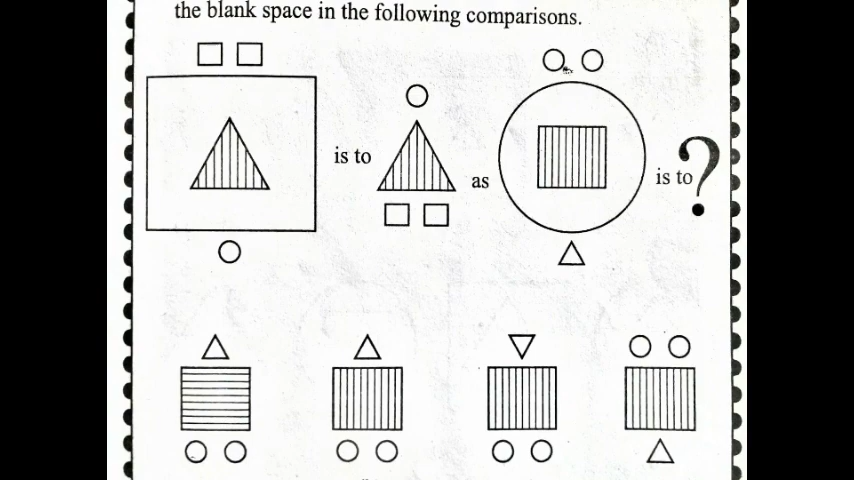 the blank space in the following comparisons.
is to
as
is to ?